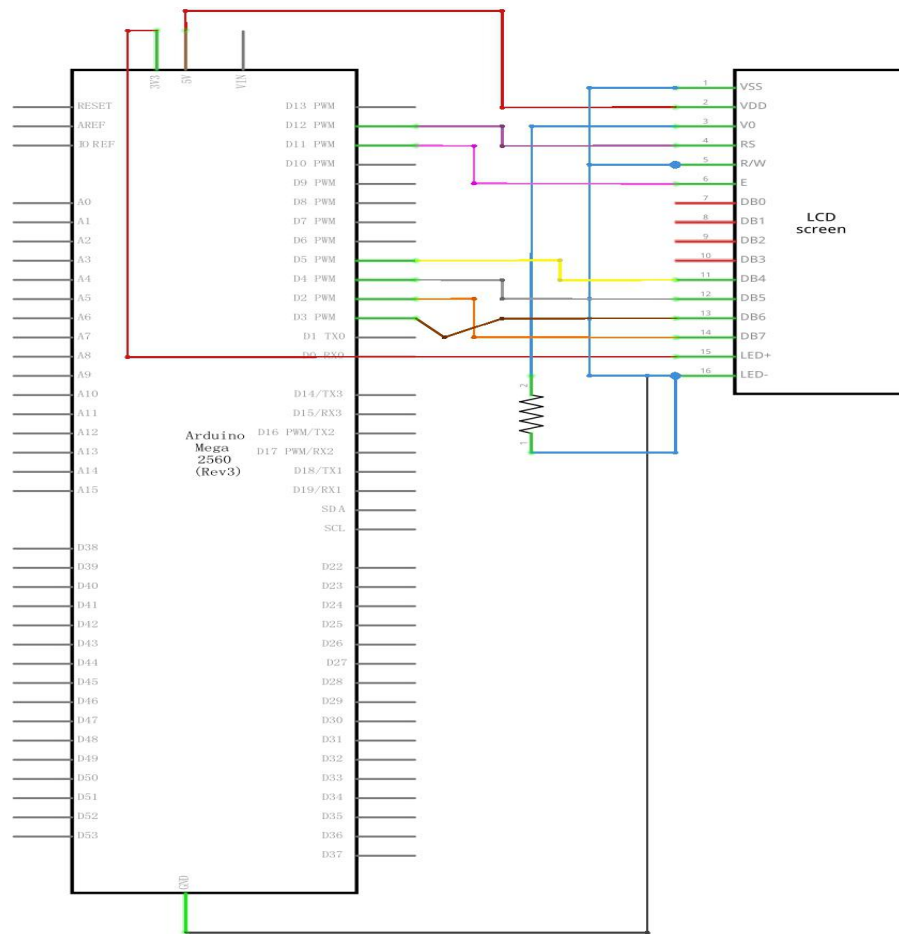 3V3
5V
VIN
RESET
AREF
IOREF
A0
A1
A2
A3
A4
A5
A6
A7
A8
A9
A10
A11
A12
A13
A14
A15
D38
D39
D40
D41
D42
D43
D44
D45
D46
D47
D48
D49
D50
D51
D52
D53
Arduino
Mega
2560
(Rev3)
D13 PWM
D12 PWM
D11 PWM
D10 PWM
D9 PWM
D8 PWM
D7 PWM
D6 PWM
D5 PWM
D4 PWM
D2 PWM
D3 PWM
D1 TX0
D0 RX0
D14/TX3
D15/RX3
D16 PWM/TX2
D17 PWM/RX2
D18/TX1
D19/RX1
SDA
SCL
D22
D23
D24
D25
D26
D27
D28
D29
D30
D31
D32
D33
D34
D35
D36
D37
GND
2
1
1 VSS
2 VDD
3 V0
4 RS
5 R/W
6 E
7 DB0
8 DB1
9 DB2
10 DB3
11 DB4
12 DB5
13 DB6
14 DB7
15 LED+
16 LED-
LCD
screen